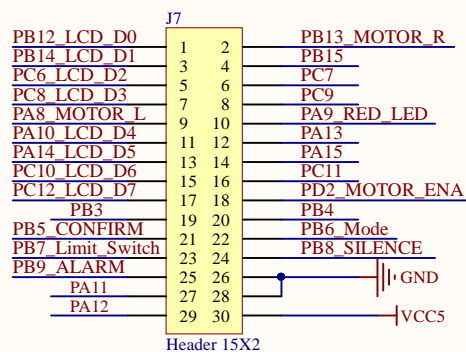 J7
PB12_LCD_D0 1 2 PB13_MOTOR_R
PB14_LCD_D1 3 4 PB15
PC6_LCD_D2 5 6 PC7
PC8_LCD_D3 7 8 PC9
PA8_MOTOR_L 9 10 PA9_RED_LED
PA10_LCD_D4 11 12 PA13
PA14_LCD_D5 13 14 PA15
PC10_LCD_D6 15 16 PC11
PC12_LCD_D7 17 18 PD2_MOTOR_ENA
PB3 19 20 PB4
PB5_CONFIRM 21 22 PB6_Mode
PB7_Limit_Switch 23 24 PB8_SILENCE
PB9_ALARM 25 26 GND
PA11 27 28
PA12 29 30 VCC5
Header 15X2